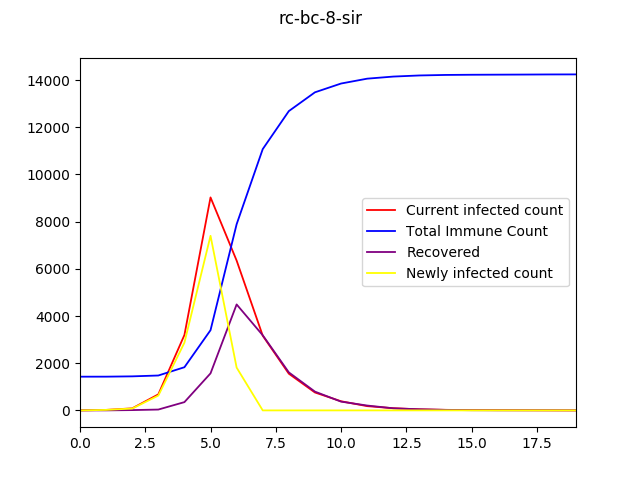 rc-bc-8-sir
14000
12000
10000
8000
6000
4000
2000
0
Current infected count
Total Immune Count
Recovered
Newly infected count
0.0 2.5 5.0 7.5 10.0 12.5 15.0 17.5